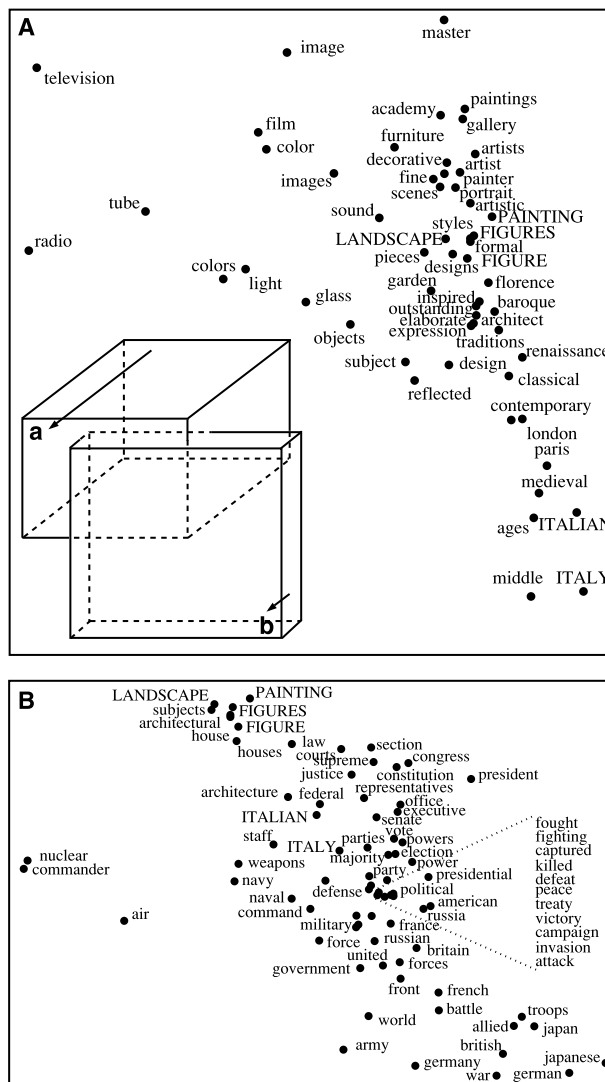 A
master
image
television
paintings
academy
gallery
film
furniture
color
artists
decorative
artist
images
fine
painter
scenes
portrait
artistic
tube
sound
PAINTING
styles
FIGURES
LANDSCAPE
formal
radio
pieces
FIGURE
designs
colors
light
garden
florence
glass
inspired
baroque
outstanding
elaborate
architect
objects
expression
traditions
renaissance
subject
design
classical
reflected
contemporary
a
london
paris
medieval
ages
ITALIAN
middle
ITALY
b
B
LANDSCAPE
PAINTING
subjects
FIGURES
architectural
FIGURE
house
houses
law
courts
section
supreme
congress
justice
constitution
president
representatives
architecture
federal
office
executive
ITALIAN
senate
staff
vote
parties
powers
ITALY
majority
election
nuclear
commander
weapons
power
party
presidential
navy
defense
political
naval
american
command
russia
air
military
france
force
russian
united
britain
government
forces
front
french
battle
world
troops
allied
japan
army
british
germany
japanese
war
german
fought
fighting
captured
killed
defeat
peace
treaty
victory
campaign
invasion
attack